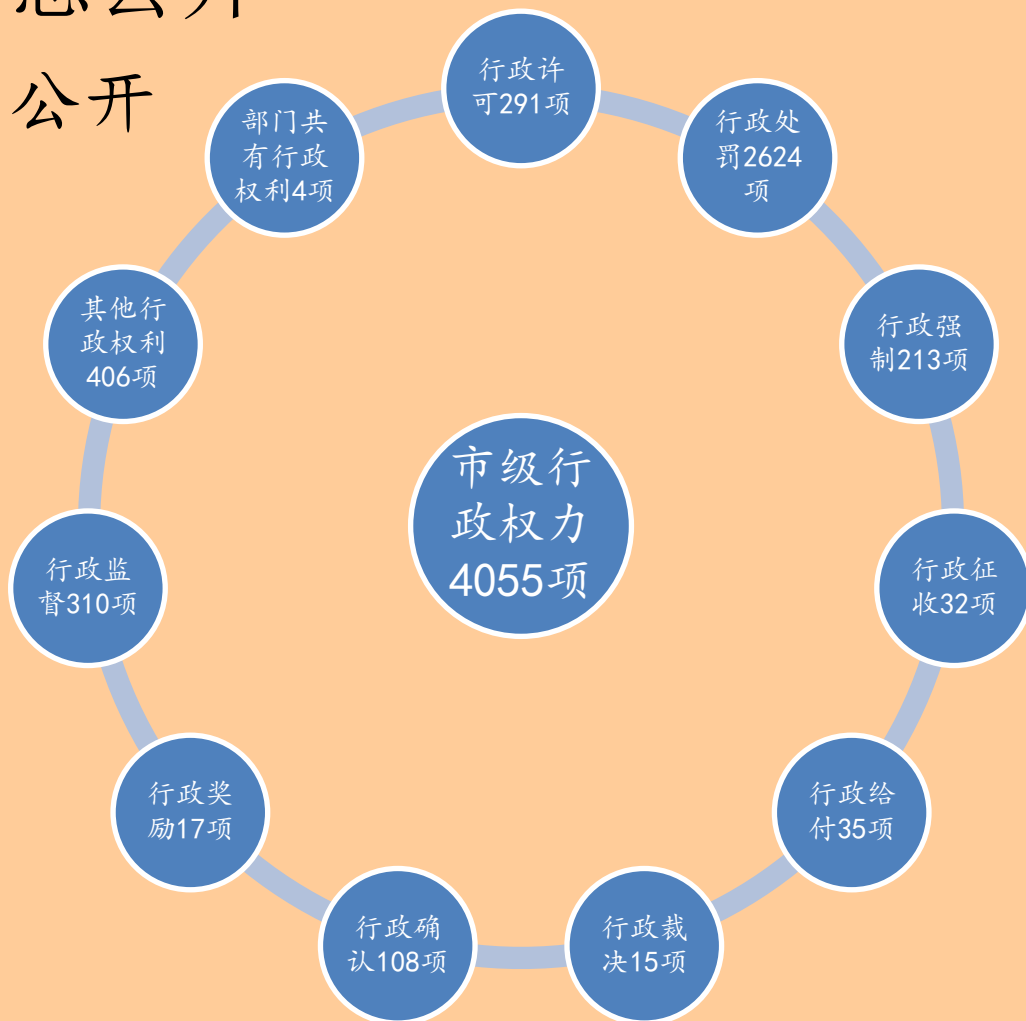 息公开
公开
行政许
可291项
行政处
罚2624
项
行政强
制213项
行政征
收32项
行政给
付35项
行政裁
决15项
行政确
认108项
行政奖
励17项
行政监
督310项
其他行
政权利
406项
部门共
有行政
权利4项
市级行
政权力
4055项